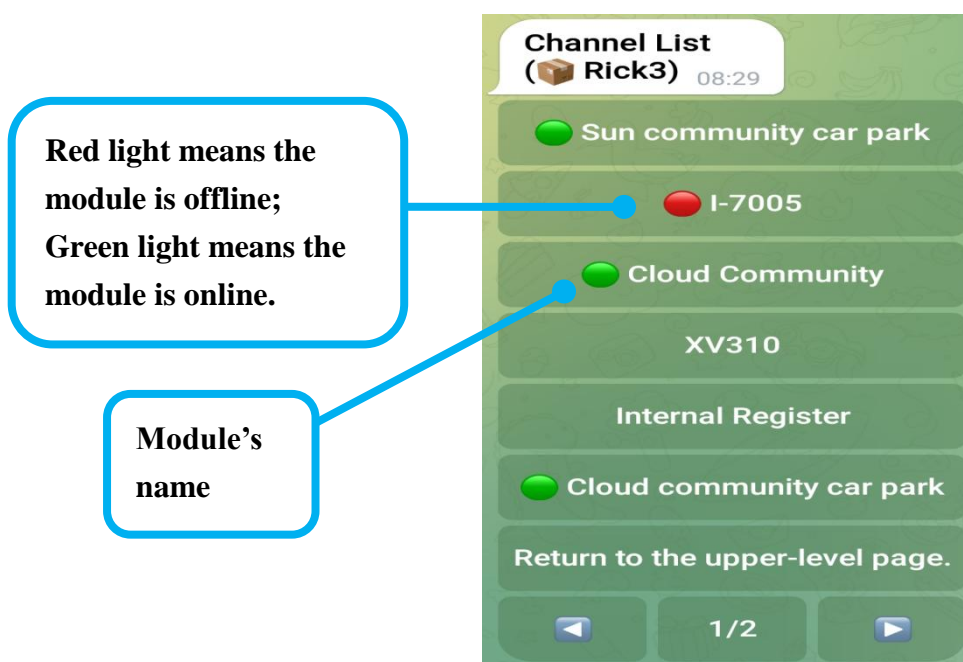 Channel List
(📦 Rick3) 08:29
Red light means the
module is offline;
Green light means the
module is online.
Module’s
name
Sun community car park
I-7005
Cloud Community
XV310
Internal Register
Cloud community car park
Return to the upper-level page.
1/2